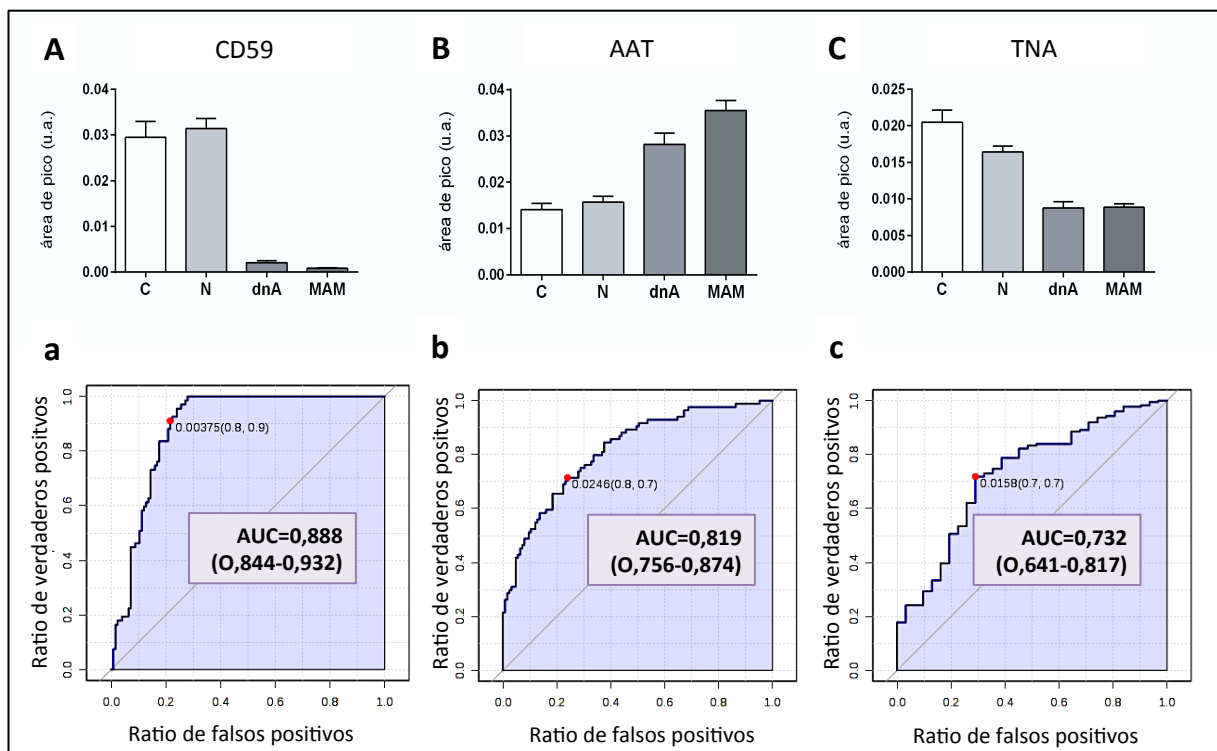 A
CD59
área de pico (u.a.)
0.04
0.03
0.02
0.01
0.00
C N dnA MAM
B
AAT
área de pico (u.a.)
0.04
0.03
0.02
0.01
0.00
C N dnA MAM
C
TNA
área de pico (u.a.)
0.025
0.020
0.015
0.010
0.005
0.000
C N dnA MAM
a
Ratio de verdaderos positivos
1.0
0.8
0.6
0.4
0.2
0.0
0.00375(0.8, 0.9)
AUC=0,888
(O,844-0,932)
0.0 0.2 0.4 0.6 0.8 1.0
Ratio de falsos positivos
b
Ratio de verdaderos positivos
1.0
0.8
0.6
0.4
0.2
0.0
0.0246(0.8, 0.7)
AUC=0,819
(O,756-0,874)
0.0 0.2 0.4 0.6 0.8 1.0
Ratio de falsos positivos
c
Ratio de verdaderos positivos
1.0
0.8
0.6
0.4
0.2
0.0
0.0158(0.7, 0.7)
AUC=0,732
(O,641-0,817)
0.0 0.2 0.4 0.6 0.8 1.0
Ratio de falsos positivos